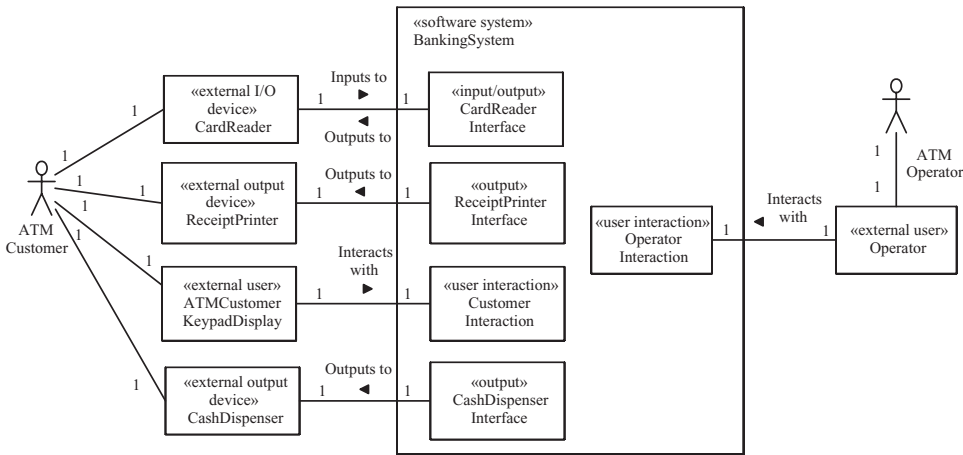 «software system»
BankingSystem
«external I/O
device»
CardReader
Inputs to
Outputs to
«input/output»
CardReader
Interface
1
1
1
1
ATM
Customer
«external output
device»
ReceiptPrinter
Outputs to
«output»
ReceiptPrinter
Interface
1
1
1
1
«external user»
ATMCustomer
KeypadDisplay
Interacts
with
«user interaction»
Customer
Interaction
1
1
1
1
«external output
device»
CashDispenser
Outputs to
«output»
CashDispenser
Interface
1
1
1
1
«user interaction»
Operator
Interaction
1
Interacts
with
1
«external user»
Operator
1
1
ATM
Operator